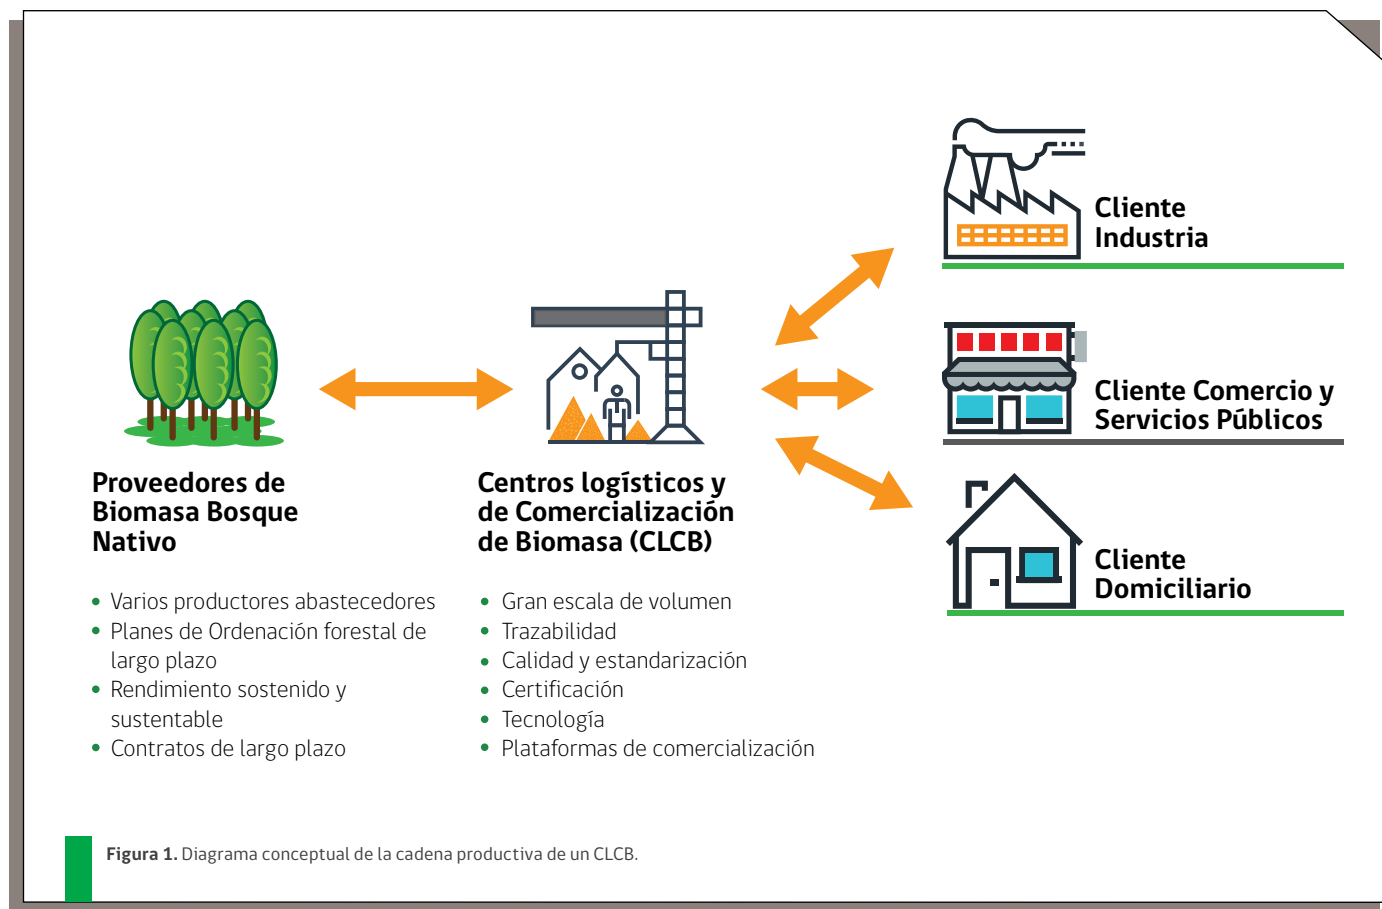 Cliente
Industria
Cliente Comercio y
Servicios Públicos
Cliente
Domiciliario
Proveedores de
Biomasa Bosque
Nativo
• Varios productores abastecedores
• Planes de Ordenación forestal de
largo plazo
• Rendimiento sostenido y
sustentable
• Contratos de largo plazo
Centros logísticos y
de Comercialización
de Biomasa (CLCB)
• Gran escala de volumen
• Trazabilidad
• Calidad y estandarización
• Certificación
• Tecnología
• Plataformas de comercialización
Figura 1. Diagrama conceptual de la cadena productiva de un CLCB.